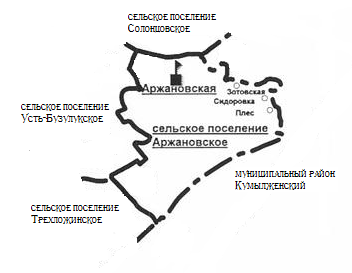 СЕЛЬСКОЕ ПОСЕЛЕНИЕ
СОЛОНЦОВСКОЕ
Аржановская
Зотовская
Сидоровка
Плес
СЕЛЬСКОЕ ПОСЕЛЕНИЕ
УСТЬ-БУЗУЛУКСКОЕ
сельское поселение
Аржановское
МУНИЦИПАЛЬНЫЙ РАЙОН
КУМЫЛЖЕНСКИЙ
СЕЛЬСКОЕ ПОСЕЛЕНИЕ
ТРЕХЛОЖИНСКОЕ